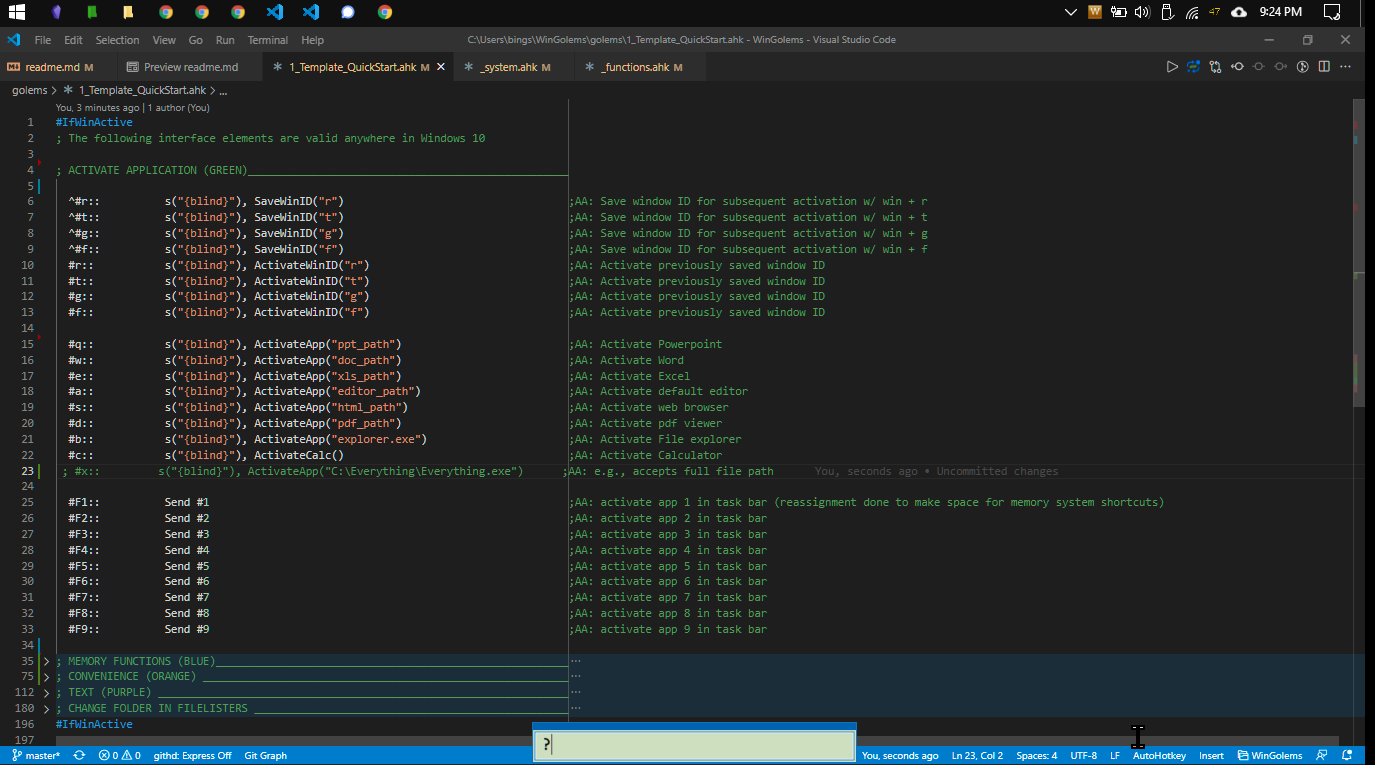 47 9:24 PM
File Edit Selection View Go Run Terminal Help C:\Users\bings\WinGolems\golems\1_Template_QuickStart.ahk - WinGolems - Visual Studio Code
readme.md M Preview readme.md 1_Template_QuickStart.ahk M _system.ahk M _functions.ahk M
golems > 1_Template_QuickStart.ahk > ...
You, 3 minutes ago | 1 author (You)
1 #IfWinActive
2 ; The following interface elements are valid anywhere in Windows 10
3
4 ; ACTIVATE APPLICATION (GREEN)
5
6 ^#r:: s("{blind}"), SaveWinID("r") ;AA: Save window ID for subsequent activation w/ win + r
7 ^#t:: s("{blind}"), SaveWinID("t") ;AA: Save window ID for subsequent activation w/ win + t
8 ^#g:: s("{blind}"), SaveWinID("g") ;AA: Save window ID for subsequent activation w/ win + g
9 ^#f:: s("{blind}"), SaveWinID("f") ;AA: Save window ID for subsequent activation w/ win + f
10 #r:: s("{blind}"), ActivateWinID("r") ;AA: Activate previously saved window ID
11 #t:: s("{blind}"), ActivateWinID("t") ;AA: Activate previously saved window ID
12 #g:: s("{blind}"), ActivateWinID("g") ;AA: Activate previously saved window ID
13 #f:: s("{blind}"), ActivateWinID("f") ;AA: Activate previously saved window ID
14
15 #q:: s("{blind}"), ActivateApp("ppt_path") ;AA: Activate Powerpoint
16 #w:: s("{blind}"), ActivateApp("doc_path") ;AA: Activate Word
17 #e:: s("{blind}"), ActivateApp("xls_path") ;AA: Activate Excel
18 #a:: s("{blind}"), ActivateApp("editor_path") ;AA: Activate default editor
19 #s:: s("{blind}"), ActivateApp("html_path") ;AA: Activate web browser
20 #d:: s("{blind}"), ActivateApp("pdf_path") ;AA: Activate pdf viewer
21 #b:: s("{blind}"), ActivateApp("explorer.exe") ;AA: Activate File explorer
22 #c:: s("{blind}"), ActivateCalc() ;AA: Activate Calculator
23 ; #x:: s("{blind}"), ActivateApp("C:\Everything\Everything.exe") ;AA: e.g., accepts full file path You, seconds ago • Uncommitted changes
24
25 #F1:: Send #1 ;AA: activate app 1 in task bar (reassignment done to make space for memory system shortcuts)
26 #F2:: Send #2 ;AA: activate app 2 in task bar
27 #F3:: Send #3 ;AA: activate app 3 in task bar
28 #F4:: Send #4 ;AA: activate app 4 in task bar
29 #F5:: Send #5 ;AA: activate app 5 in task bar
30 #F6:: Send #6 ;AA: activate app 6 in task bar
31 #F7:: Send #7 ;AA: activate app 7 in task bar
32 #F8:: Send #8 ;AA: activate app 8 in task bar
33 #F9:: Send #9 ;AA: activate app 9 in task bar
34
35 > ; MEMORY FUNCTIONS (BLUE) ...
75 > ; CONVENIENCE (ORANGE) ...
112 > ; TEXT (PURPLE) ...
180 > ; CHANGE FOLDER IN FILELISTERS ...
196 #IfWinActive
197
?
master* 0 0 githd: Express Off Git Graph You, seconds ago Ln 23, Col 2 Spaces: 4 UTF-8 LF AutoHotkey Insert WinGolems